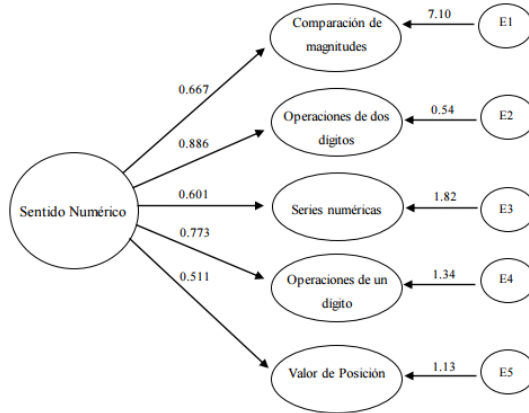 Comparación de
magnitudes
7.10
E1
0.667
Operaciones de dos
dígitos
0.54
E2
0.886
Sentido Numérico
0.601
Series numéricas
1.82
E3
0.773
Operaciones de un
dígito
1.34
E4
0.511
Valor de Posición
1.13
E5